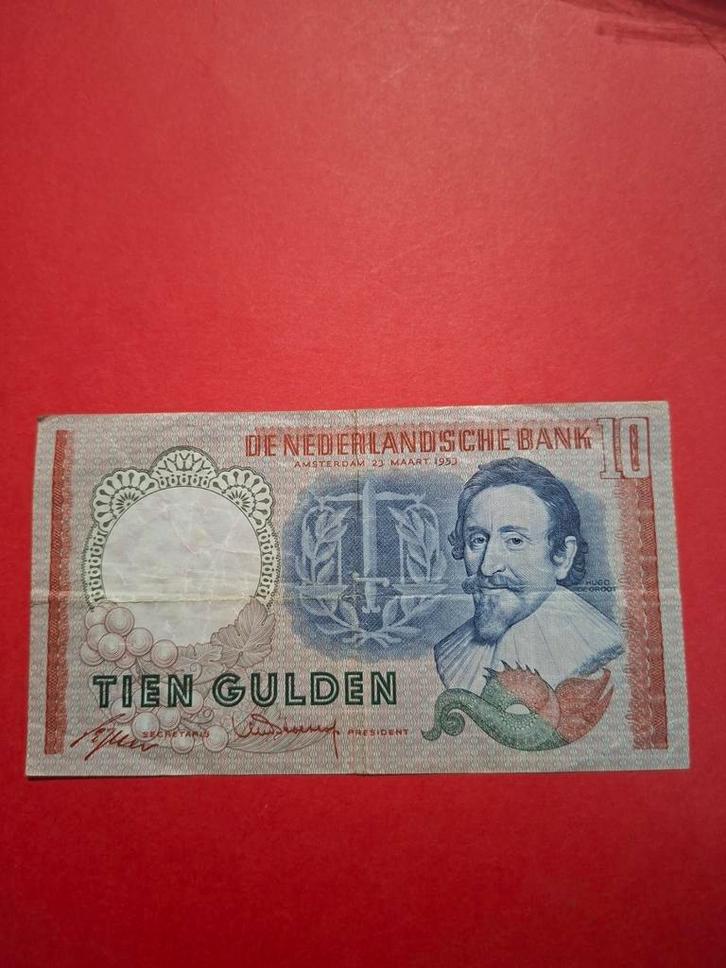 DE NEDERLANDSCHE BANK 10
AMSTERDAM 23 MAART 1953
HUGO
DE GROOT
TIEN GULDEN
SECRETARIS
PRESIDENT